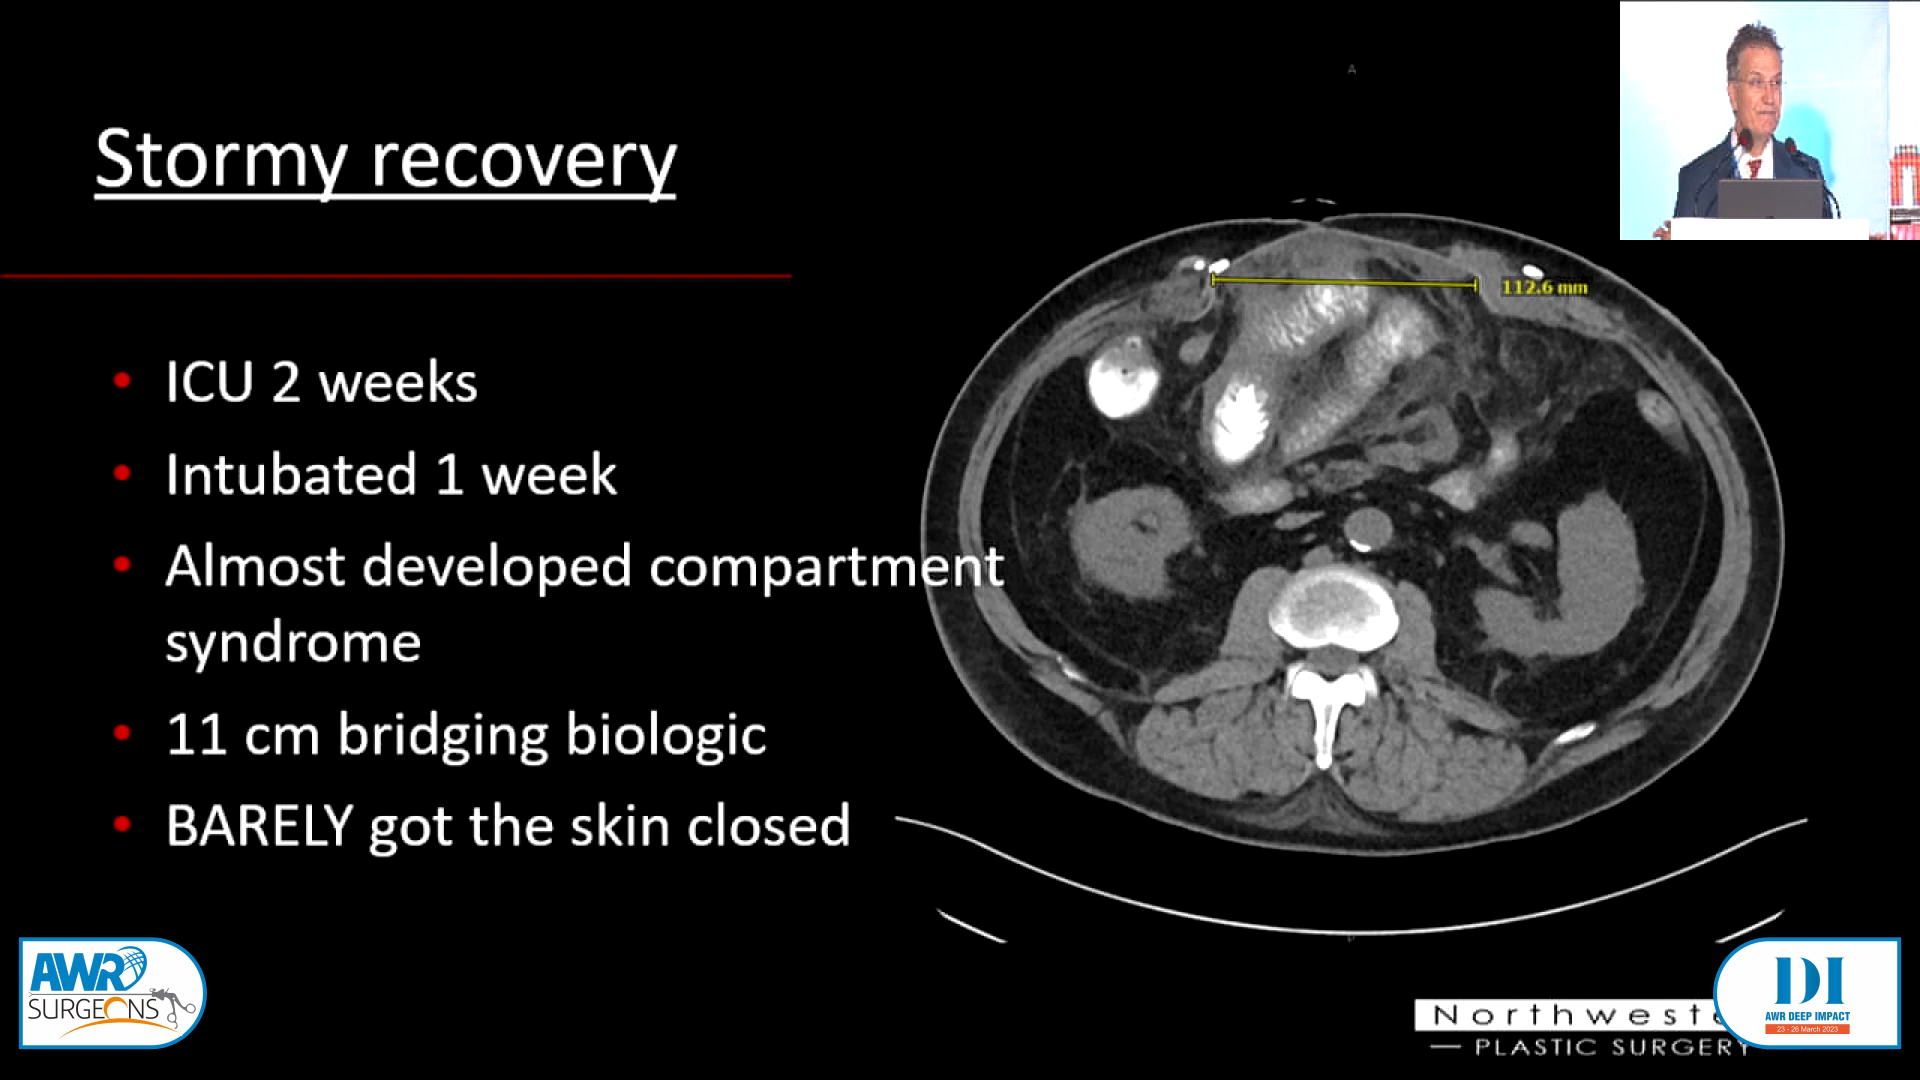 A
Stormy recovery
112.6 mm
ICU 2 weeks
Intubated 1 week
Almost developed compartment
syndrome
11 cm bridging biologic
BARELY got the skin closed
AWR
SURGEONS
DI
AWR DEEP IMPACT
23 - 26 March 2023
Northweste
PLASTIC SURGERY